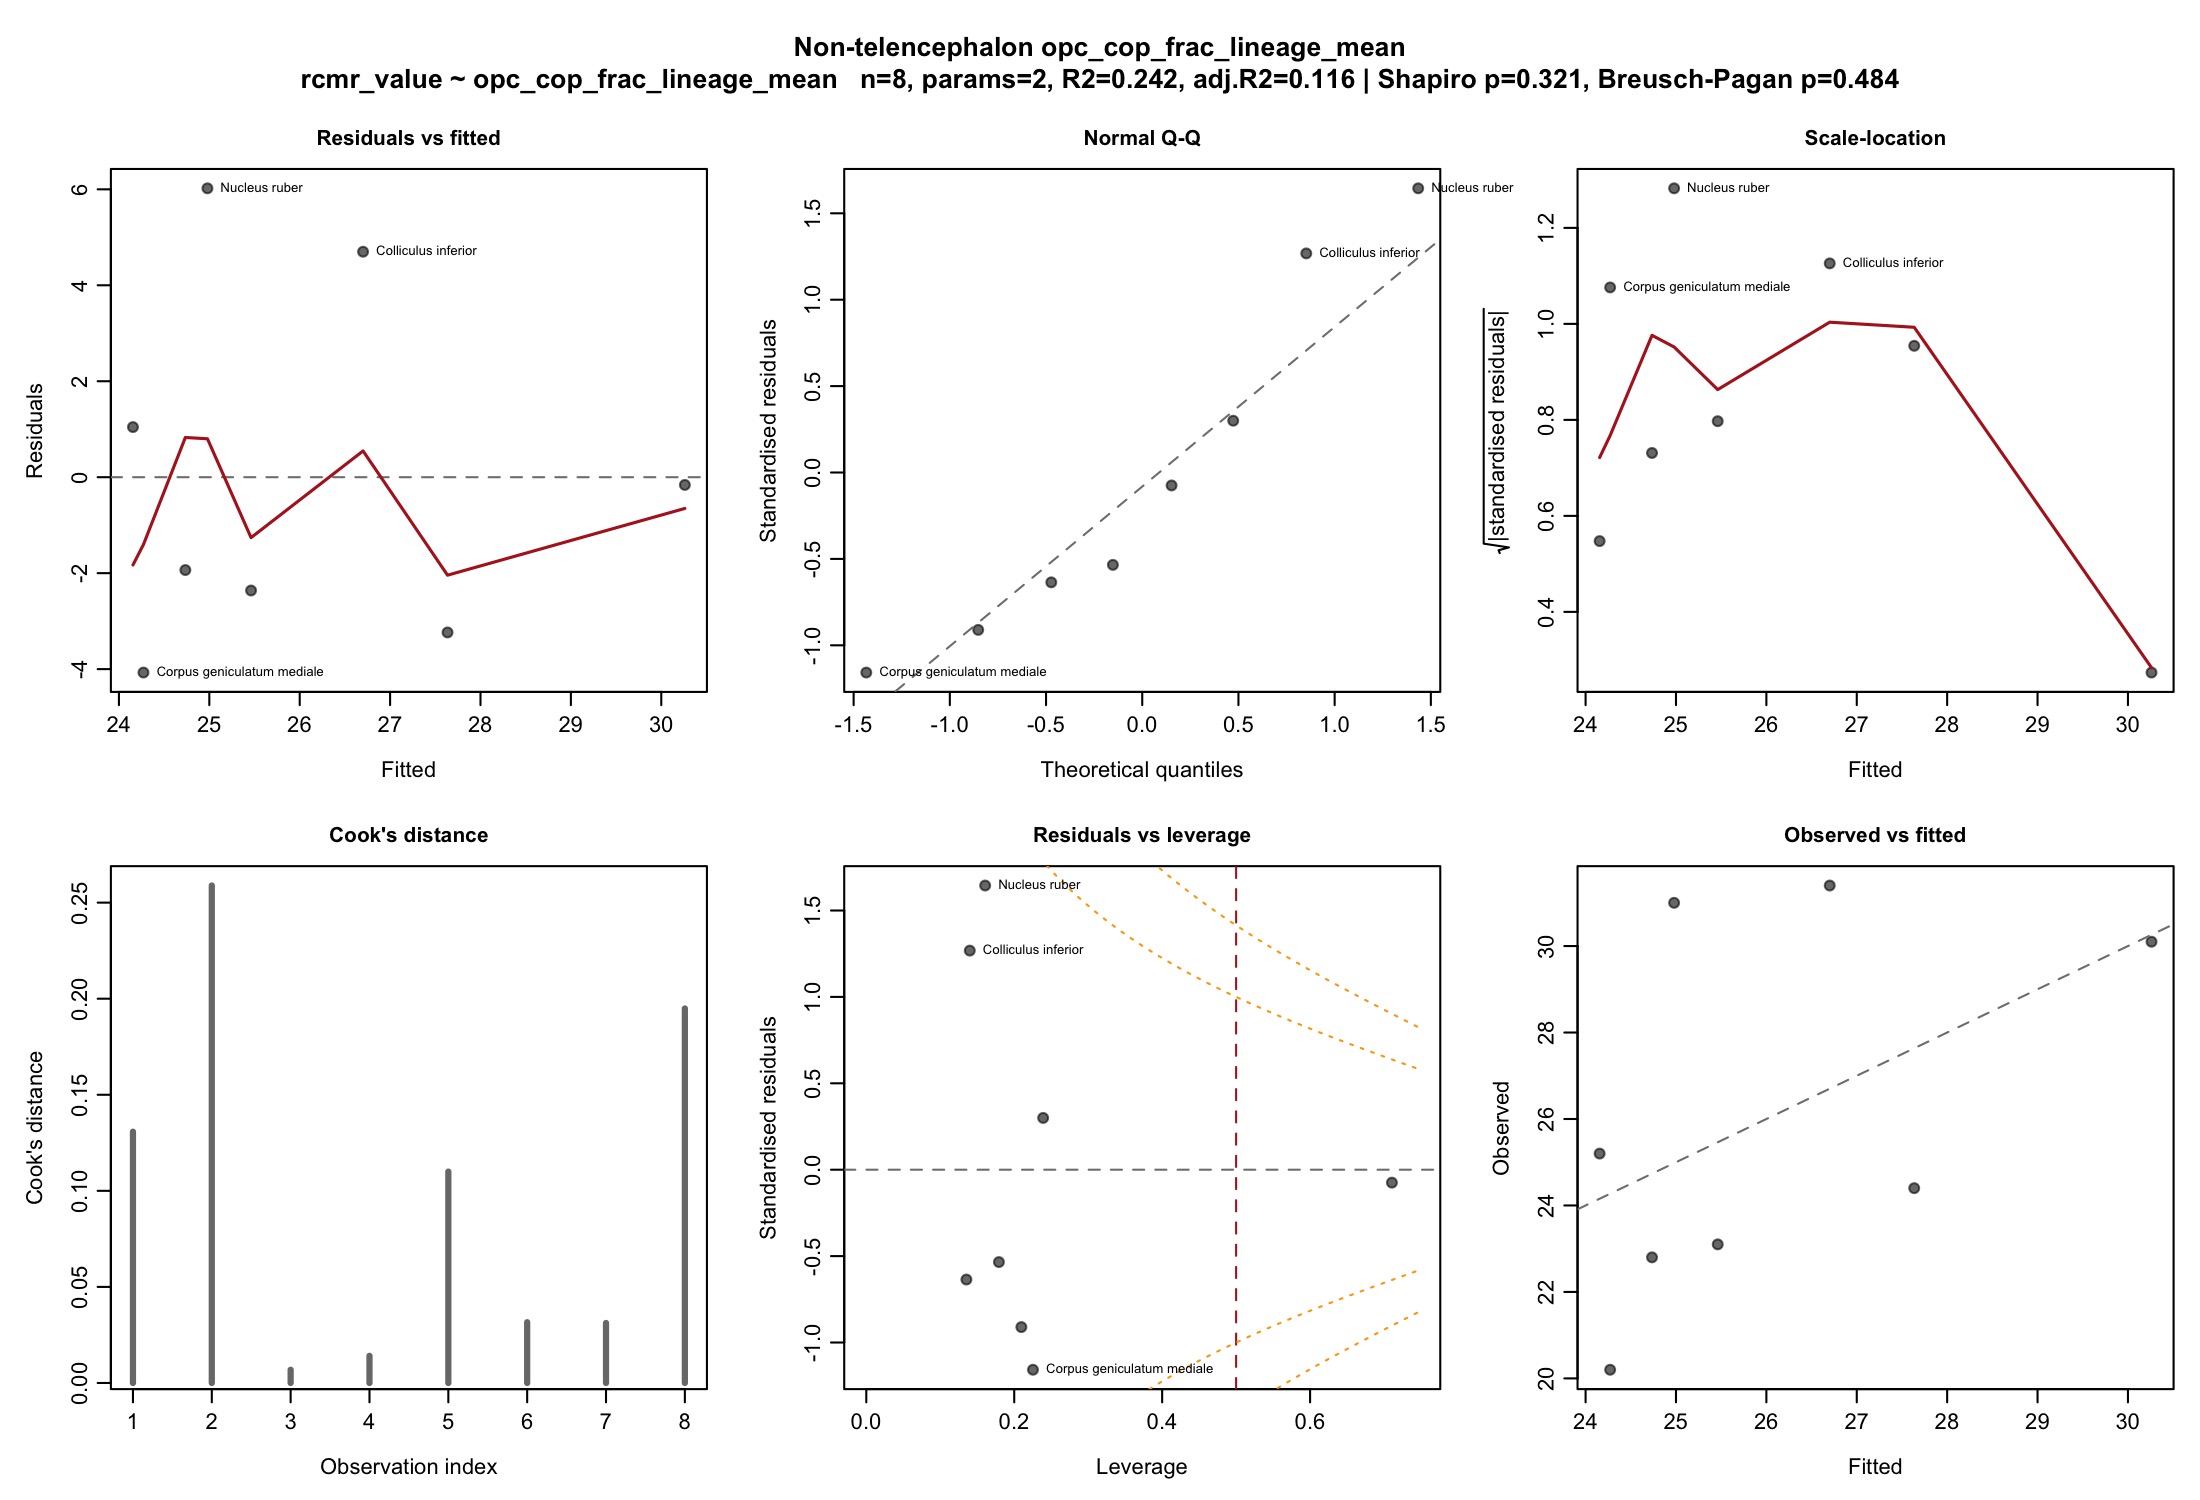 Non-telencephalon opc_cop_frac_lineage_mean
rcmr_value ~ opc_cop_frac_lineage_mean   n=8, params=2, R2=0.242, adj.R2=0.116 | Shapiro p=0.321, Breusch-Pagan p=0.484
Residuals vs fitted
Residuals
6
4
2
0
-2
-4
Nucleus ruber
Colliculus inferior
Corpus geniculatum mediale
24 25 26 27 28 29 30
Fitted
Normal Q-Q
Standardised residuals
1.5
1.0
0.5
0.0
-0.5
-1.0
Nucleus ruber
Colliculus inferior
Corpus geniculatum mediale
-1.5 -1.0 -0.5 0.0 0.5 1.0 1.5
Theoretical quantiles
Scale-location
√|standardised residuals|
1.2
1.0
0.8
0.6
0.4
Nucleus ruber
Colliculus inferior
Corpus geniculatum mediale
24 25 26 27 28 29 30
Fitted
Cook's distance
Cook's distance
0.25
0.20
0.15
0.10
0.05
0.00
1 2 3 4 5 6 7 8
Observation index
Residuals vs leverage
Standardised residuals
1.5
1.0
0.5
0.0
-0.5
-1.0
Nucleus ruber
Colliculus inferior
Corpus geniculatum mediale
0.0 0.2 0.4 0.6
Leverage
Observed vs fitted
Observed
30
28
26
24
22
20
24 25 26 27 28 29 30
Fitted